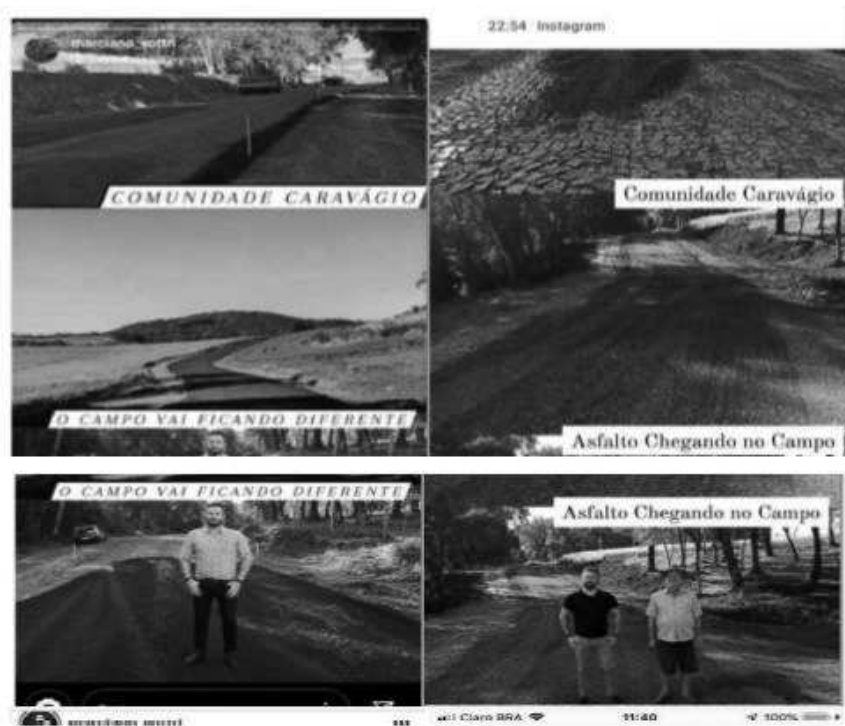 22:54 Instagram
COMUNIDADE CARAVÁGIO
Comunidade Caravágio
O CAMPO VAI FICANDO DIFERENTE
Asfalto Chegando no Campo
O CAMPO VAI FICANDO DIFERENTE
Asfalto Chegando no Campo
Claro BRA
11:40
100%